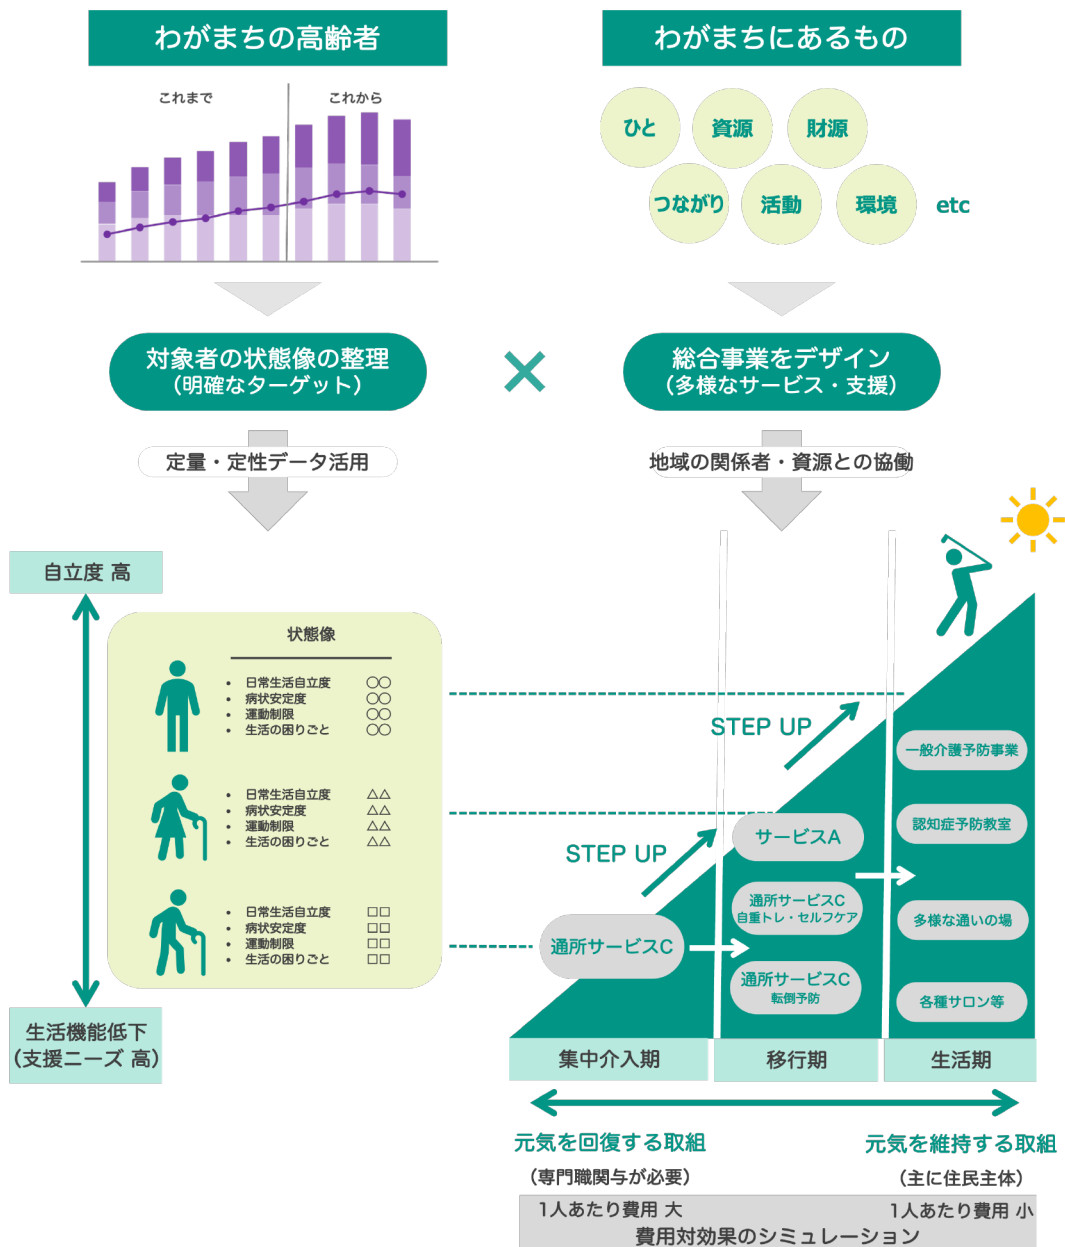 わがまちの高齢者
わがまちにあるもの
これまで
これから
ひと
資源
財源
つながり
活動
環境
etc
対象者の状態像の整理
（明確なターゲット）
×
総合事業をデザイン
（多様なサービス・支援）
定量・定性データ活用
地域の関係者・資源との協働
自立度 高
状態像
• 日常生活自立度 ○○
• 病状安定度 ○○
• 運動制限 ○○
• 生活の困りごと ○○
• 日常生活自立度 △△
• 病状安定度 △△
• 運動制限 △△
• 生活の困りごと △△
• 日常生活自立度 □□
• 病状安定度 □□
• 運動制限 □□
• 生活の困りごと □□
生活機能低下
（支援ニーズ 高）
STEP UP
STEP UP
通所サービスC
サービスA
通所サービスC
自重トレ・セルフケア
通所サービスC
転倒予防
一般介護予防事業
認知症予防教室
多様な通いの場
各種サロン等
集中介入期
移行期
生活期
元気を回復する取組
（専門職関与が必要）
元気を維持する取組
（主に住民主体）
1人あたり費用 大
1人あたり費用 小
費用対効果のシミュレーション